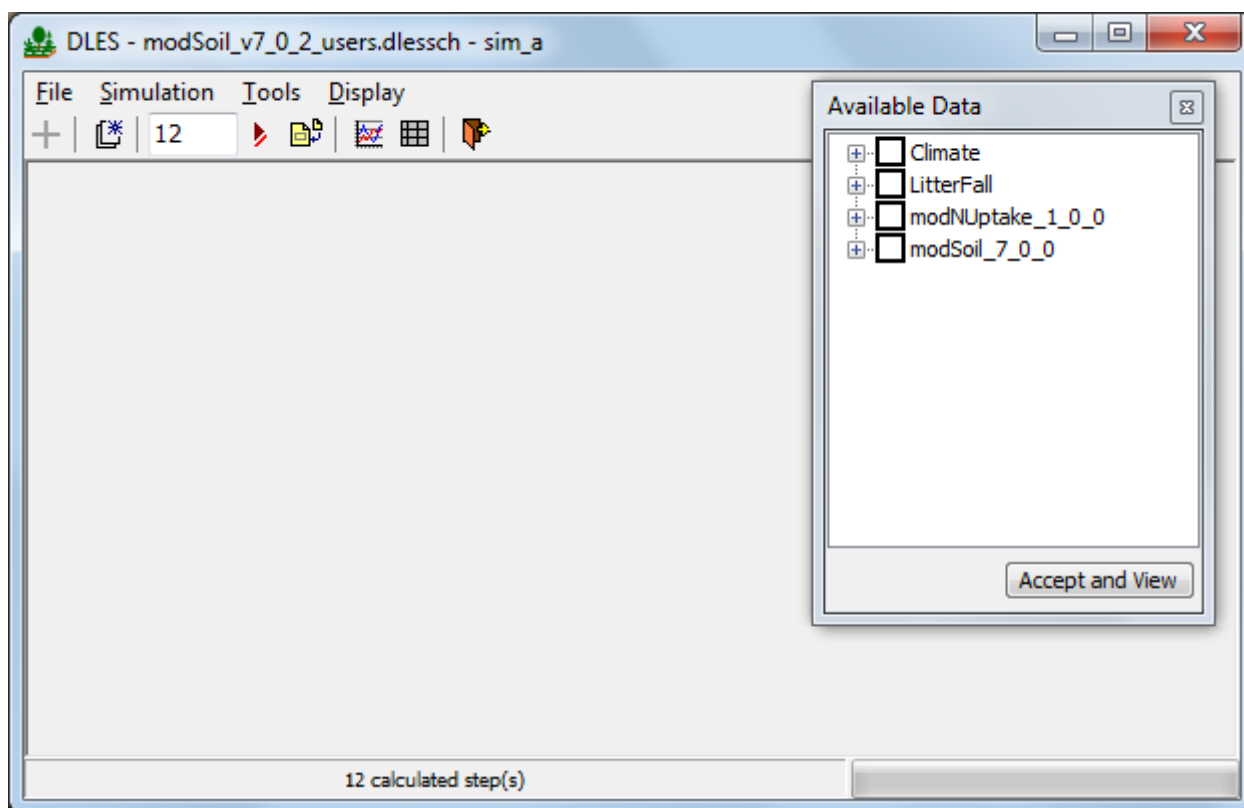 DLES - modSoil_v7_0_2_users.dlessch - sim_a
File Simulation Tools Display
12
Available Data
Climate
LitterFall
modNUptake_1_0_0
modSoil_7_0_0
Accept and View
12 calculated step(s)